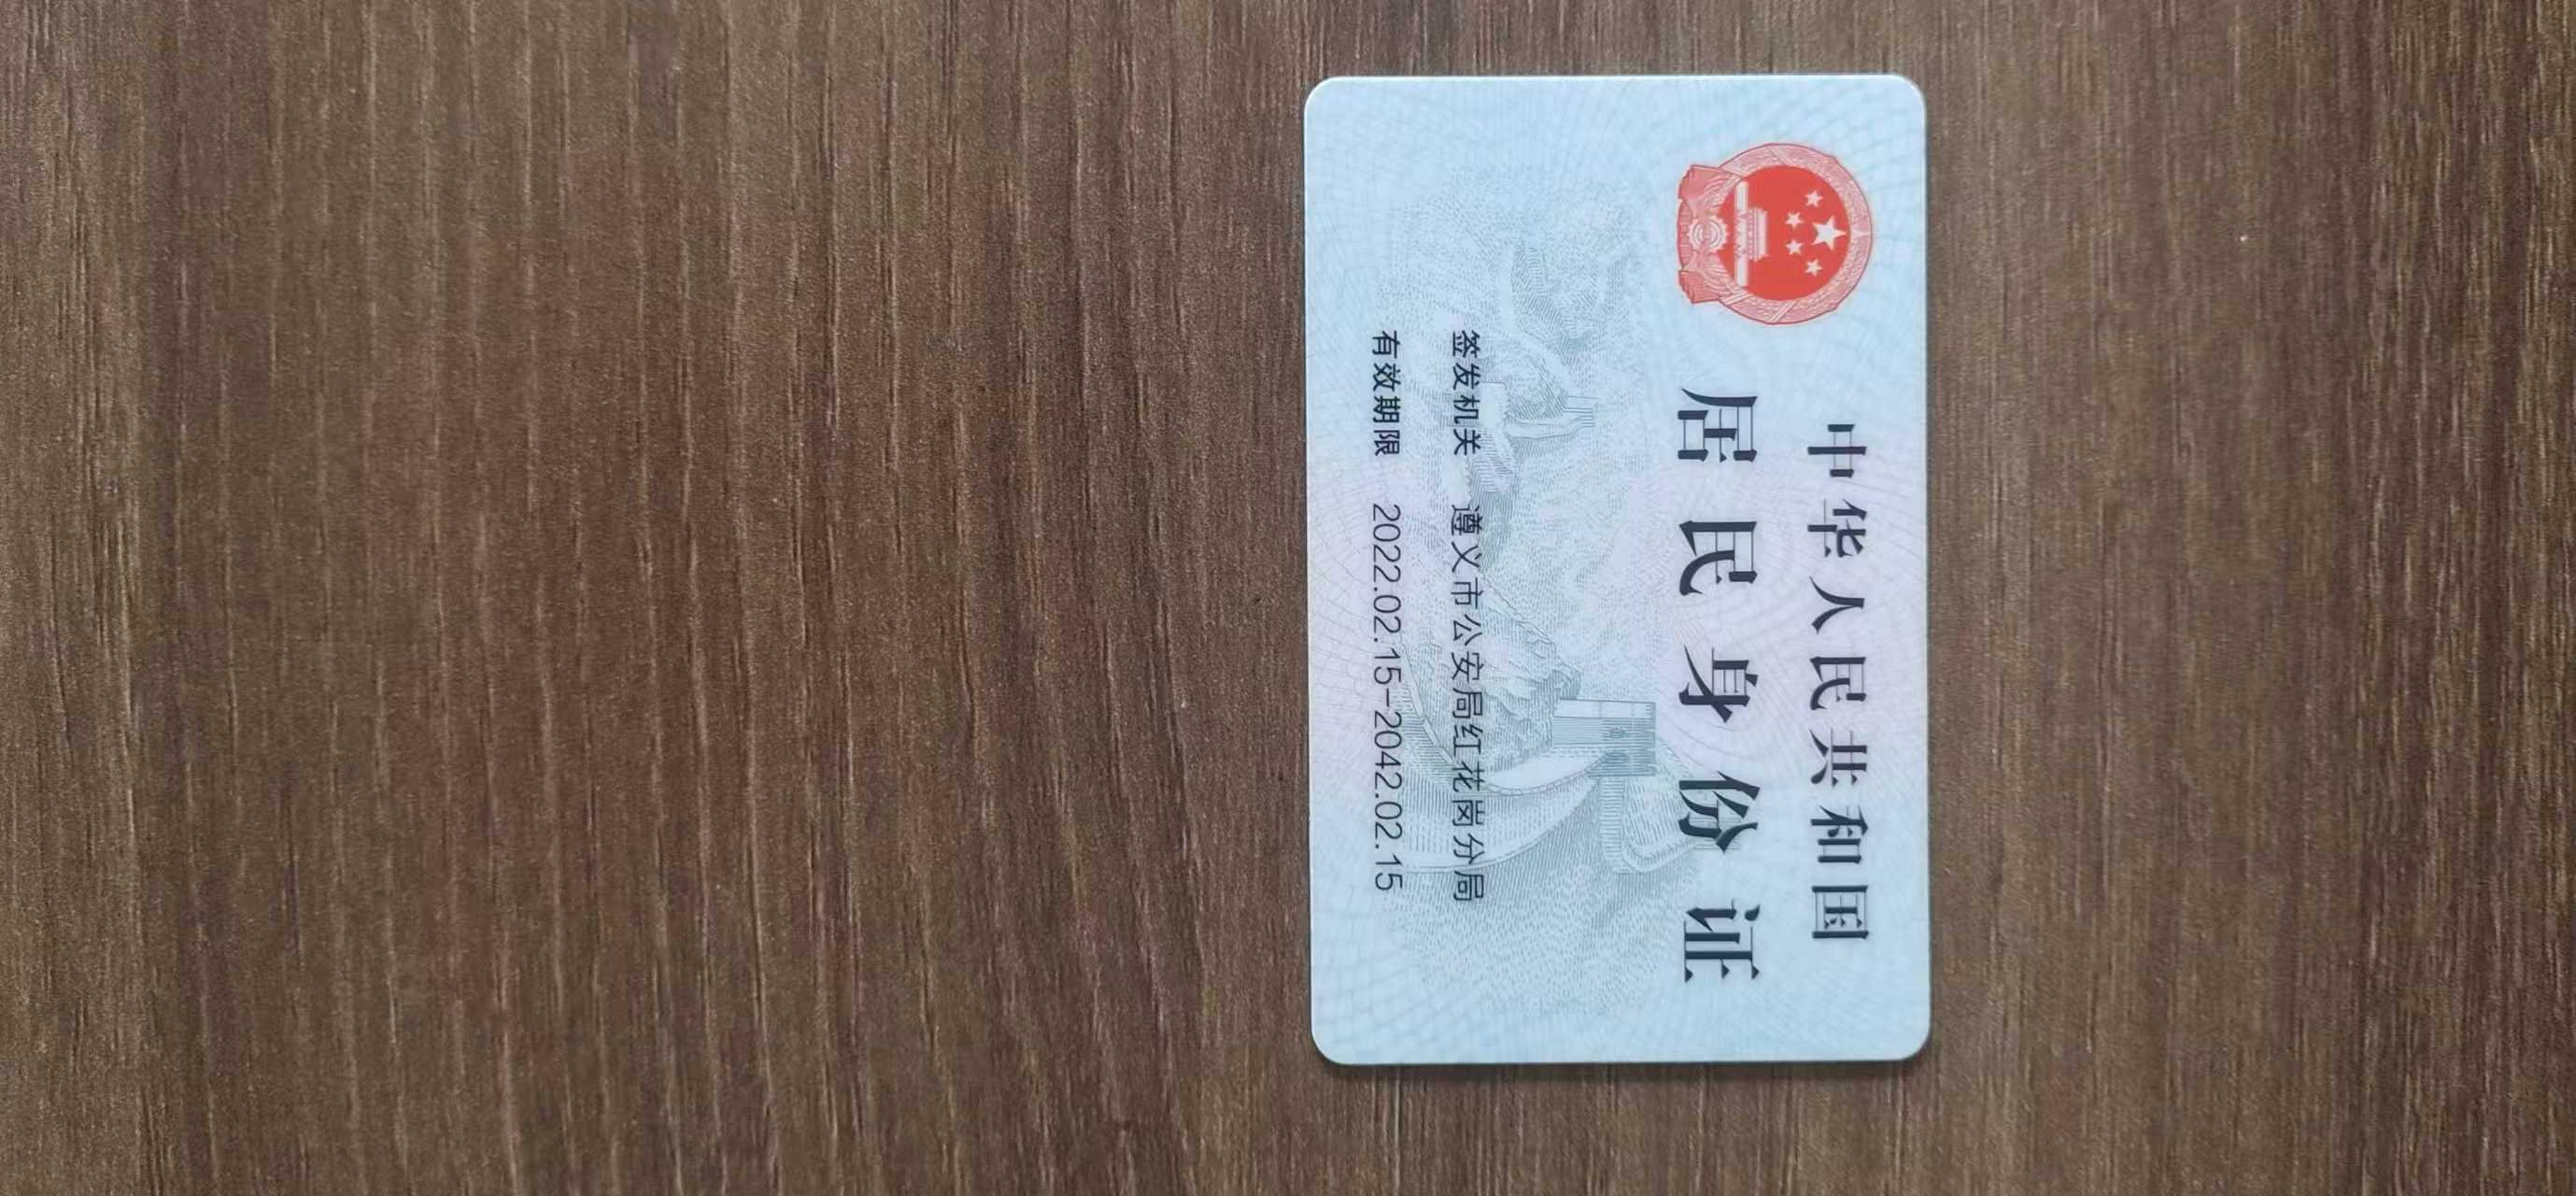 中华人民共和国
居民身份证
签发机关 遵义市公安局红花岗分局
有效期限 2022.02.15-2042.02.15